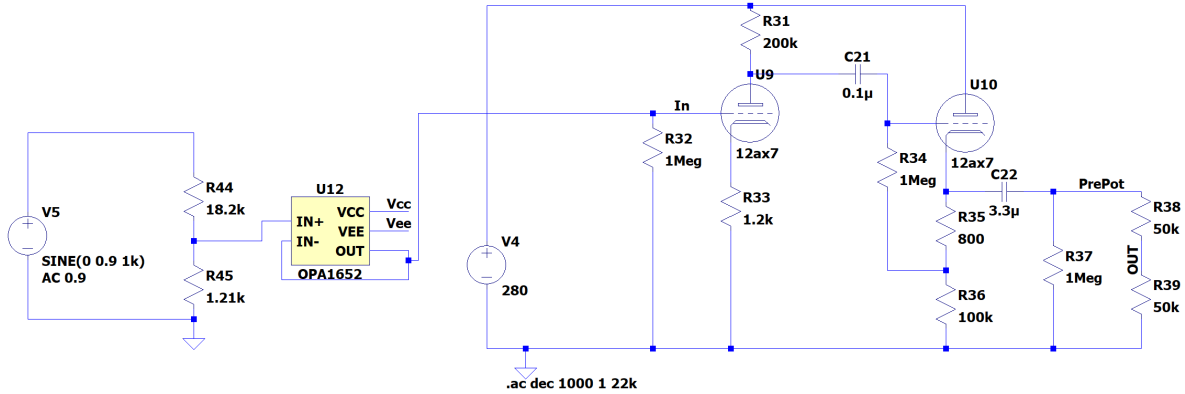 R31
200k
C21
0.1µ
U9
12ax7
U10
12ax7
In
R32
1Meg
R33
1.2k
R34
1Meg
C22
3.3µ
PrePot
R35
800
R36
100k
R37
1Meg
R38
50k
OUT
R39
50k
R44
18.2k
R45
1.21k
V5
SINE(0 0.9 1k)
AC 0.9
U12
IN+
IN-
VCC
VEE
OUT
OPA1652
Vcc
Vee
V4
280
.ac dec 1000 1 22k